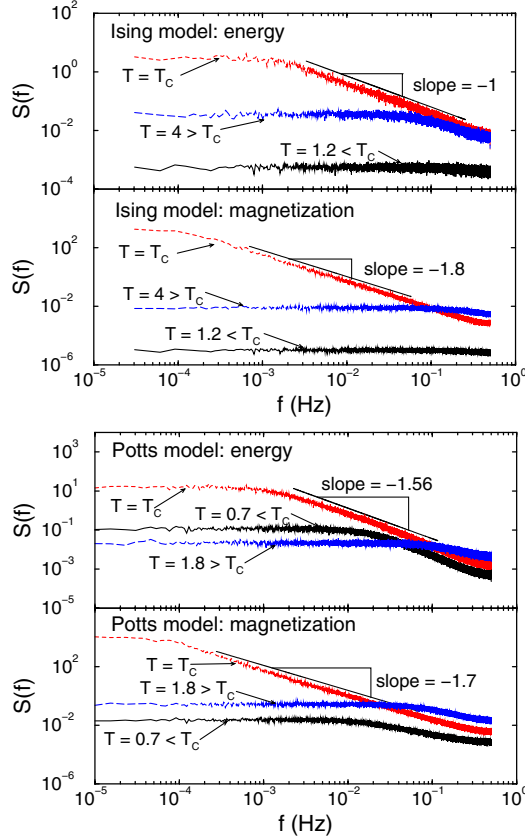 Ising model: energy
10^2
10^0
10^-2
10^-4
S(f)
T = T_C
slope = −1
T = 4 > T_C
T = 1.2 < T_C
Ising model: magnetization
10^2
10^-2
10^-6
S(f)
T = T_C
slope = −1.8
T = 4 > T_C
T = 1.2 < T_C
10^-5 10^-4 10^-3 10^-2 10^-1 10^0
f (Hz)
Potts model: energy
10^3
10^1
10^-1
10^-3
10^-5
S(f)
T = T_C
slope = −1.56
T = 0.7 < T_C
T = 1.8 > T_C
Potts model: magnetization
10^2
10^-2
10^-6
S(f)
T = T_C
T = 1.8 > T_C
slope = −1.7
T = 0.7 < T_C
10^-5 10^-4 10^-3 10^-2 10^-1 10^0
f (Hz)